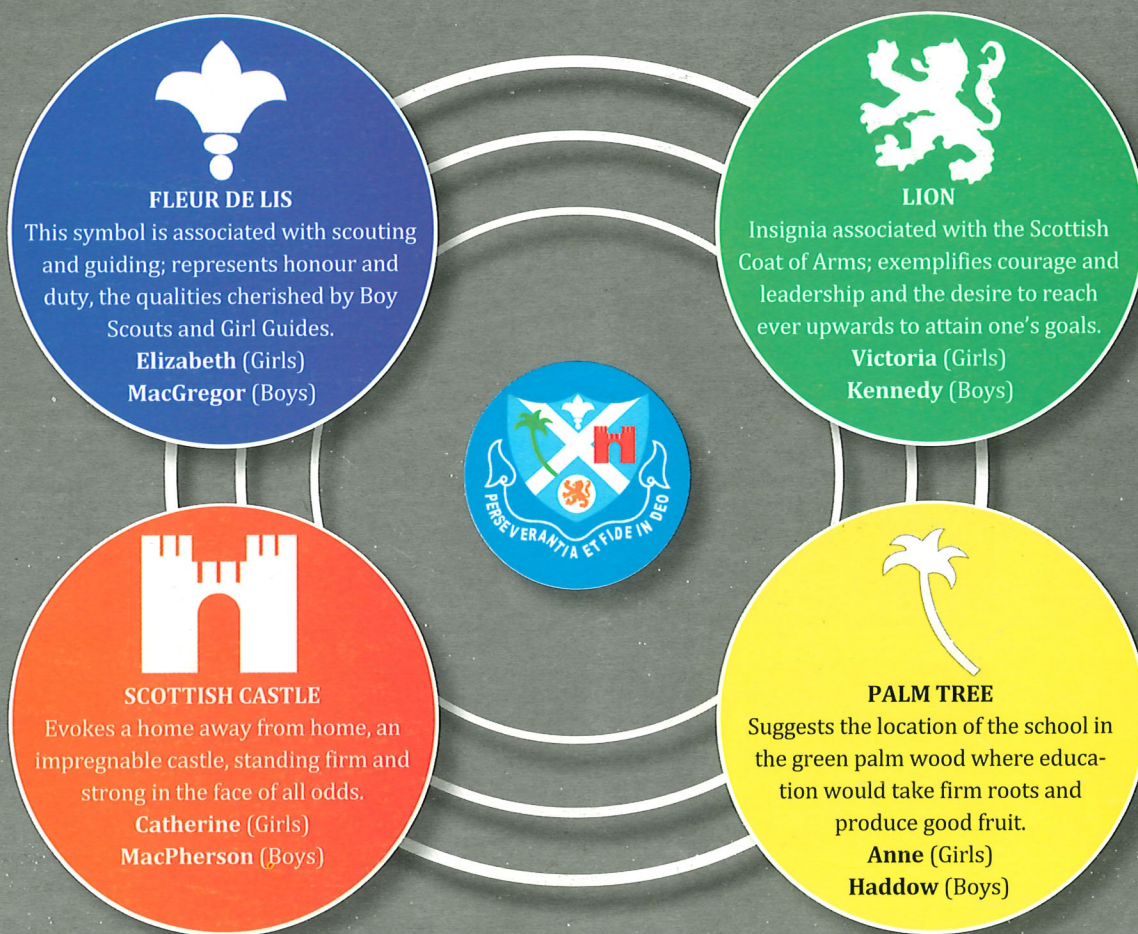 FLEUR DE LIS
This symbol is associated with scouting
and guiding; represents honour and
duty, the qualities cherished by Boy
Scouts and Girl Guides.
Elizabeth (Girls)
MacGregor (Boys)
LION
Insignia associated with the Scottish
Coat of Arms; exemplifies courage and
leadership and the desire to reach
ever upwards to attain one's goals.
Victoria (Girls)
Kennedy (Boys)
PERSEVERANTIA ET FIDE IN DEO
SCOTTISH CASTLE
Evokes a home away from home, an
impregnable castle, standing firm and
strong in the face of all odds.
Catherine (Girls)
MacPherson (Boys)
PALM TREE
Suggests the location of the school in
the green palm wood where educa-
tion would take firm roots and
produce good fruit.
Anne (Girls)
Haddow (Boys)